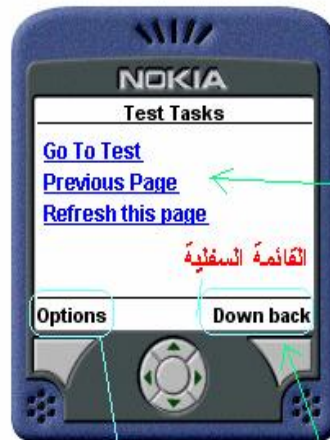 NOKIA
Test Tasks
Go To Test
Previous Page
Refresh this page
القائمة السفلية
Options
Down back